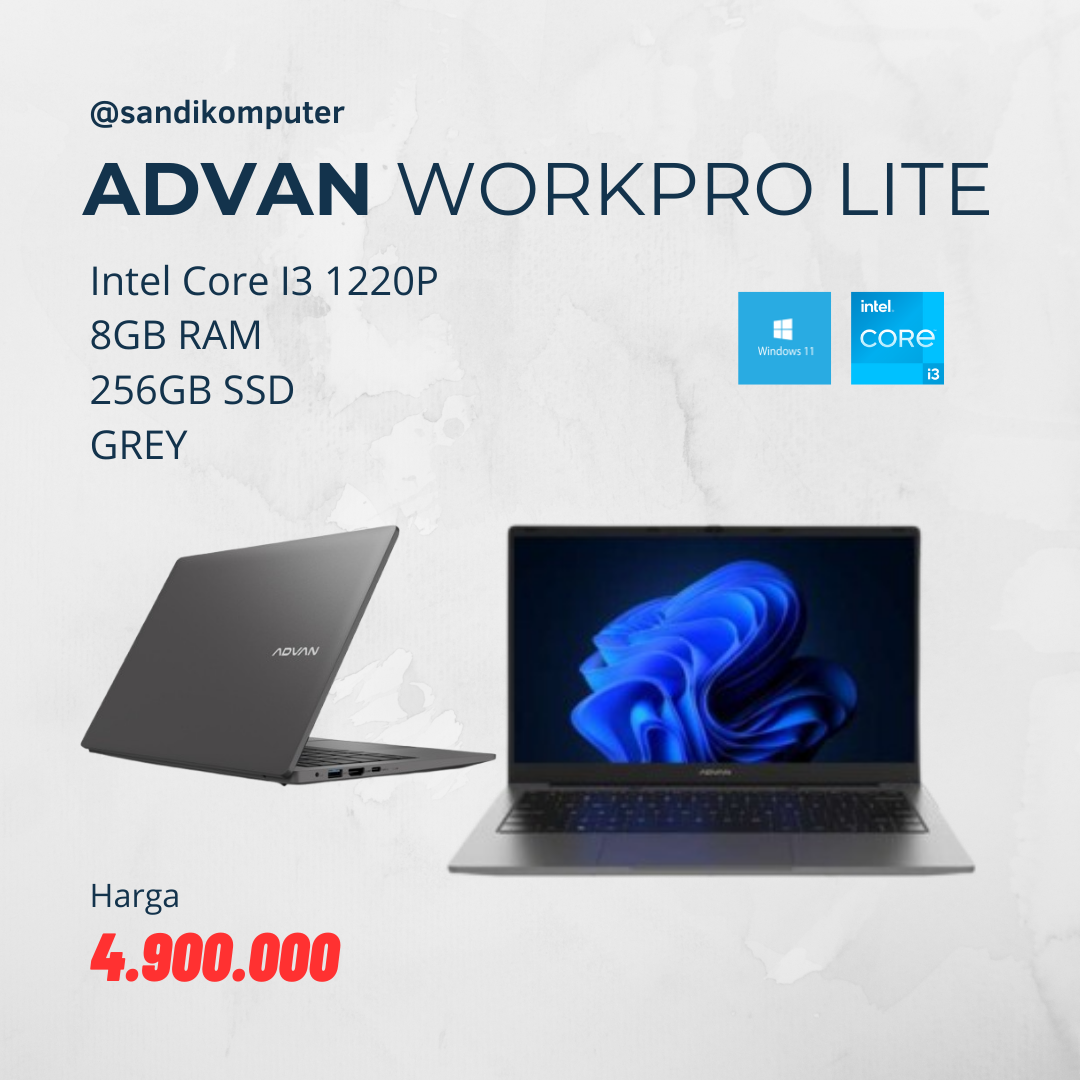 @sandikomputer
ADVAN WORKPRO LITE
Intel Core I3 1220P
8GB RAM
256GB SSD
GREY
Windows 11
intel.
CORE
i3
ADVAN
ADVAN
Harga
4.900.000